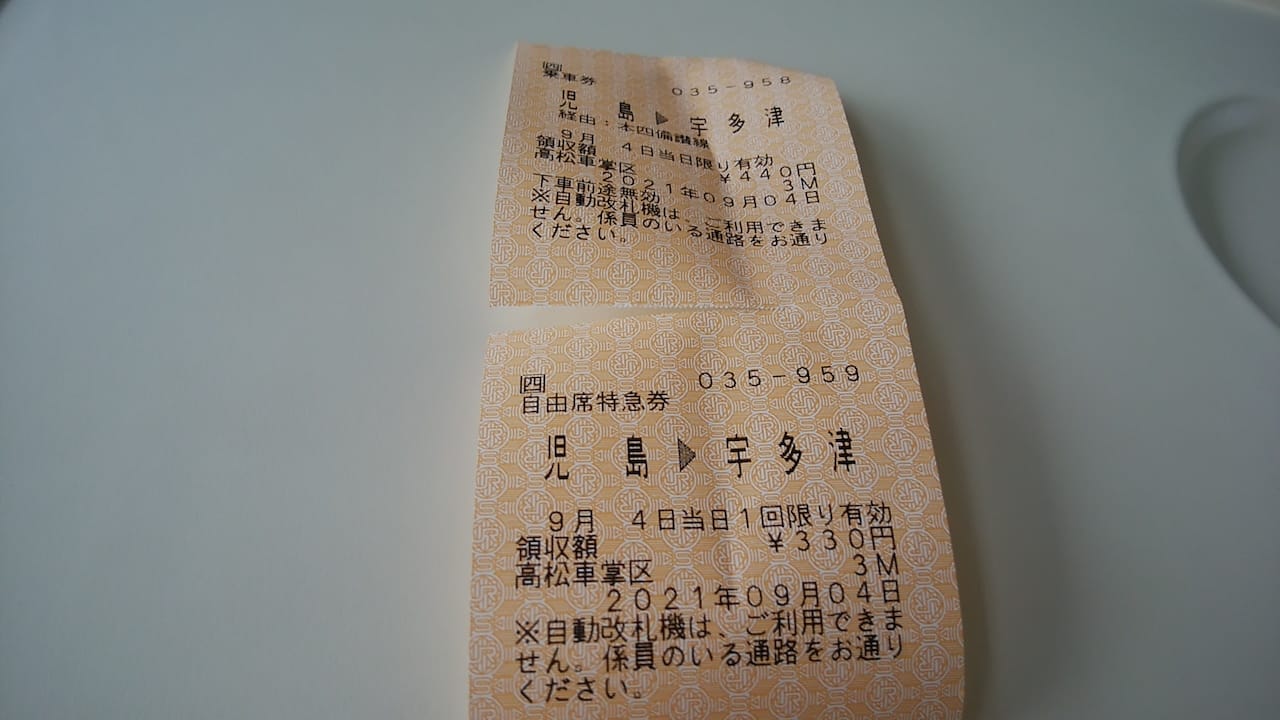 四
乗車券
035-958
児 島 ▶ 宇 多 津
経由:本四備讃線
9月 4日当日限り有効
領収額 ¥440円
高松車掌区 3M
2021年09月04日
下車前途無効
※自動改札機は、ご利用できま
せん。係員のいる通路をお通り
ください。
四
自由席特急券
035-959
児 島 ▶ 宇 多 津
9月 4日当日1回限り有効
領収額 ¥330円
高松車掌区 3M
2021年09月04日
※自動改札機は、ご利用できま
せん。係員のいる通路をお通り
ください。